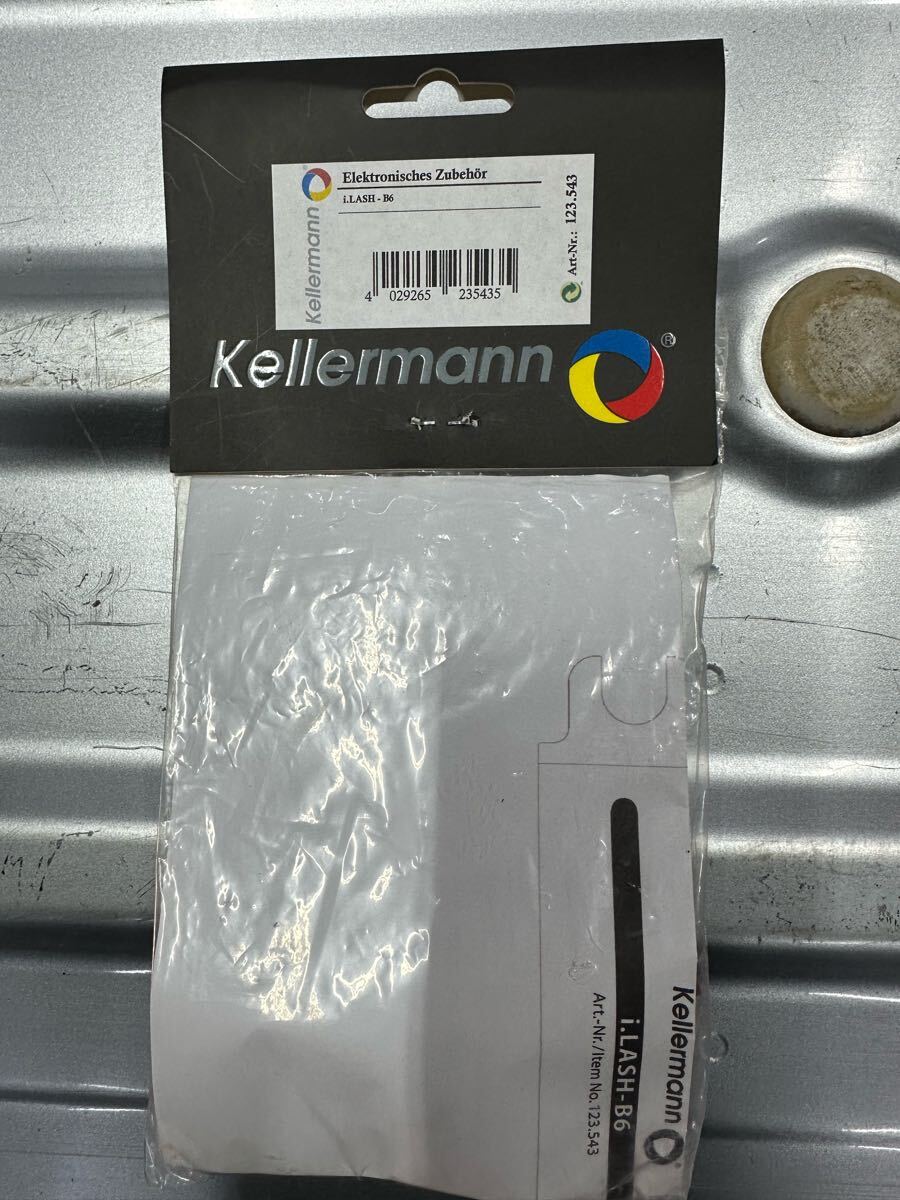 Elektronisches Zubehör
i.LASH - B6
Kellermann
Art-Nr.: 123.543
4 029265 235435
Kellermann ®
Kellermann
i.LASH-B6
Art.-Nr./Item No. 123.543